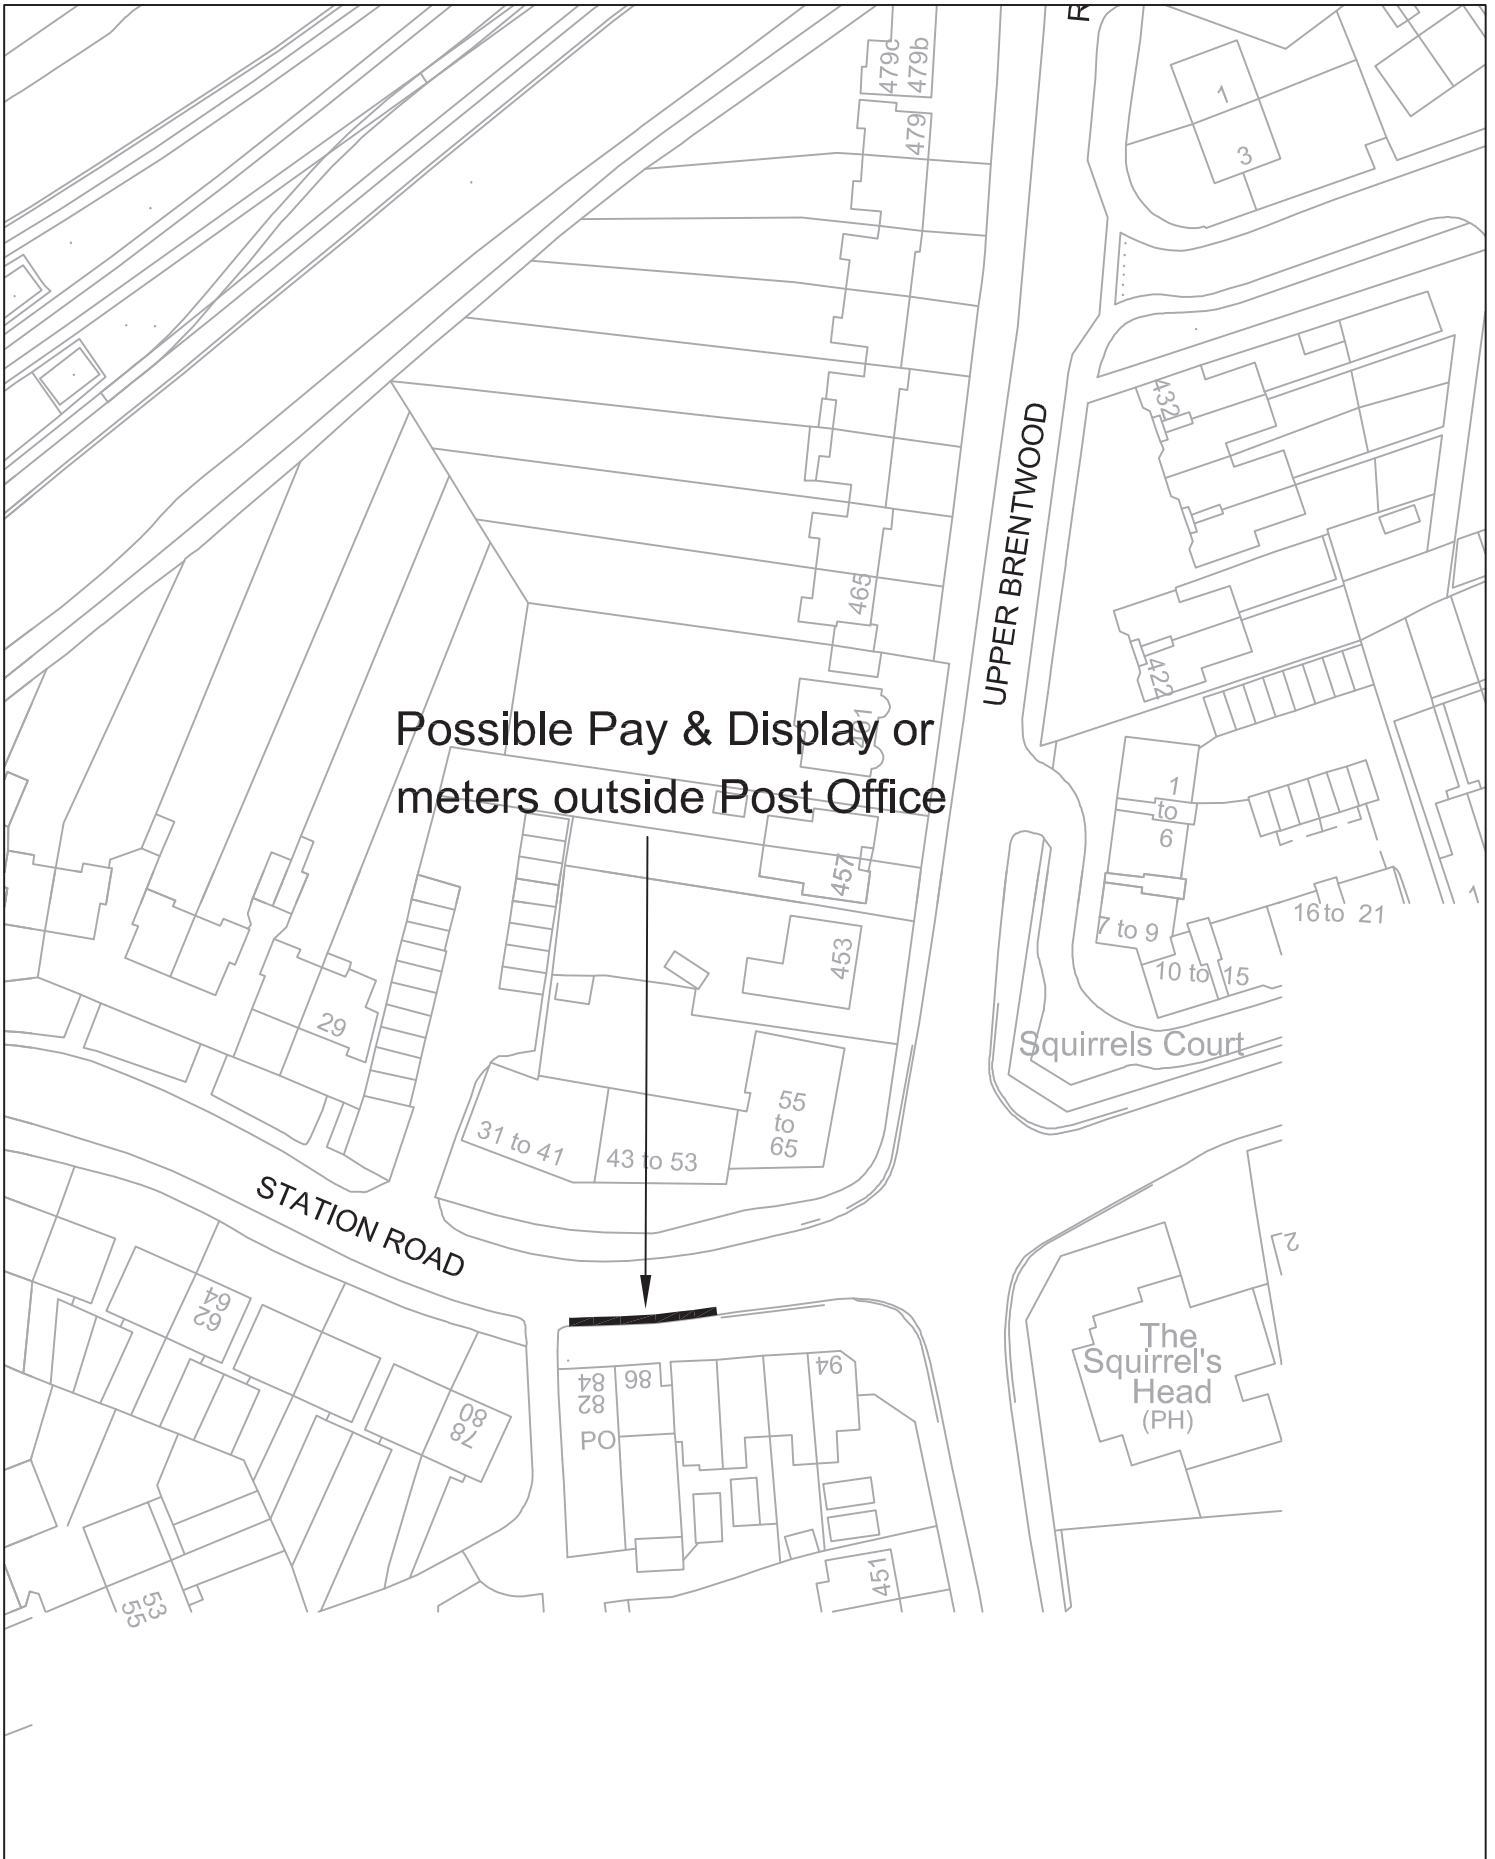 R
479c
479b
479
1
3
432
UPPER BRENTWOOD
465
422
461
Possible Pay & Display or
meters outside Post Office
1
to
6
457
7 to 9
16 to 21
1
453
10 to 15
29
Squirrels Court
55
to
65
31 to 41
43 to 53
STATION ROAD
2
64
62
The
Squirrel's
Head
(PH)
84
82
86
94
PO
80
78
451
53
55